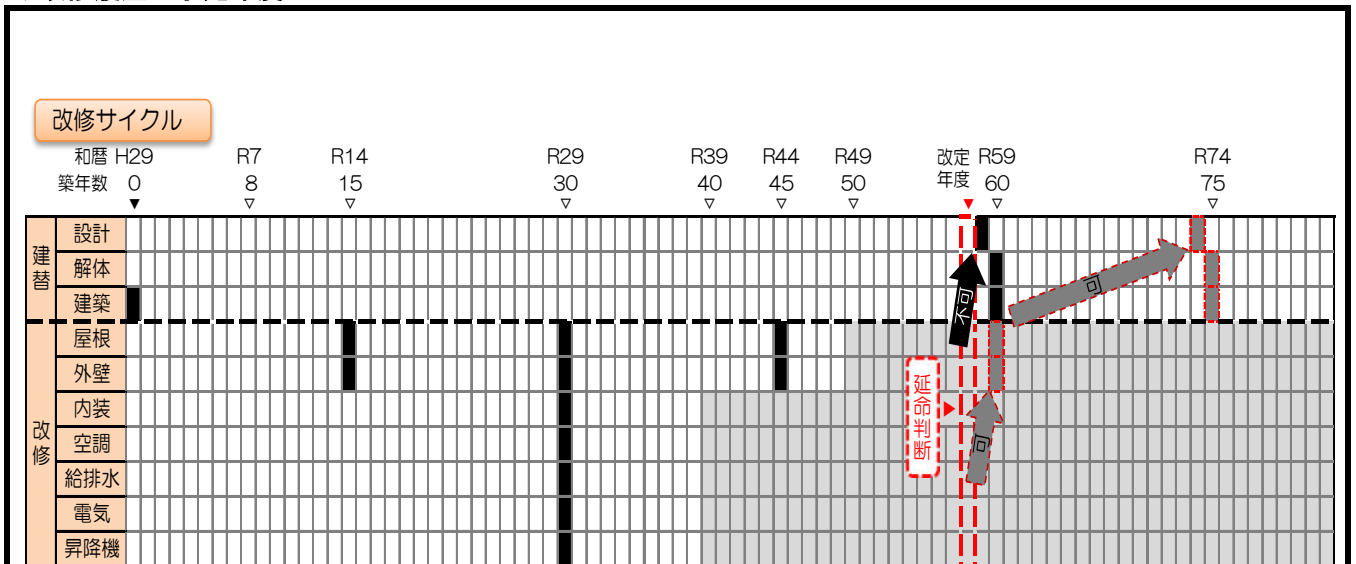 改修サイクル
和暦 H29 R7 R14 R29 R39 R44 R49 改定 R59 R74
築年数 0 8 15 30 40 45 50 年度 60 75
建替
設計
解体
建築
不可
可
改修
屋根
外壁
内装
空調
給排水
電気
昇降機
延命判断
可